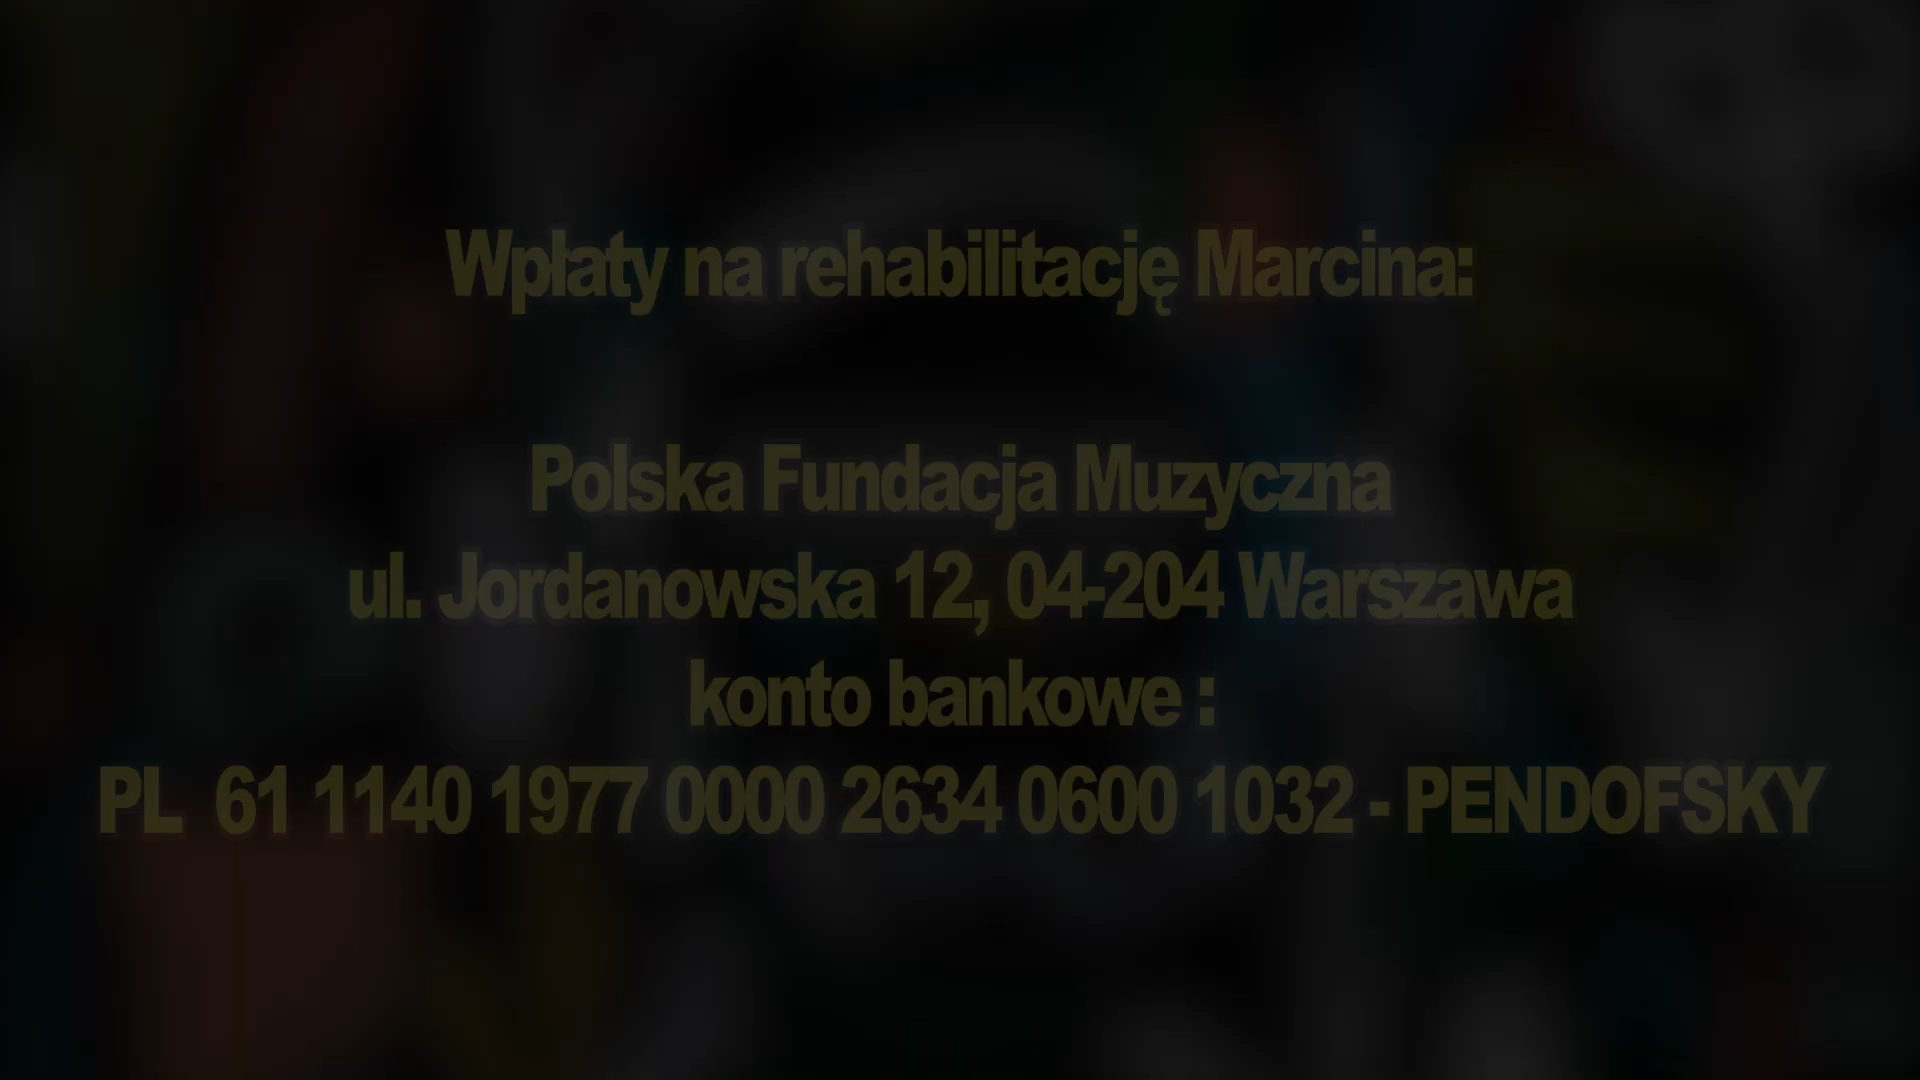 Wpłaty na rehabilitację Marcina:
Polska Fundacja Muzyczna
ul. Jordanowska 12, 04-204 Warszawa
konto bankowe :
PL 61 1140 1977 0000 2634 0600 1032 - PENDOFSKY